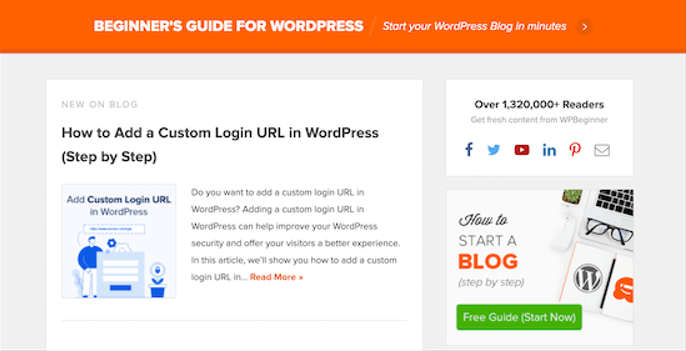 BEGINNER'S GUIDE FOR WORDPRESS / Start your WordPress Blog in minutes >
NEW ON BLOG
How to Add a Custom Login URL in WordPress
(Step by Step)
Add Custom Login URL
in WordPress
Do you want to add a custom login URL in
WordPress? Adding a custom login URL in
WordPress can help improve your WordPress
security and offer your visitors a better experience.
In this article, we'll show you how to add a custom
login URL in... Read More »
Over 1,320,000+ Readers
Get fresh content from WPBeginner
How to
START A
BLOG
(step by step)
Free Guide (Start Now)